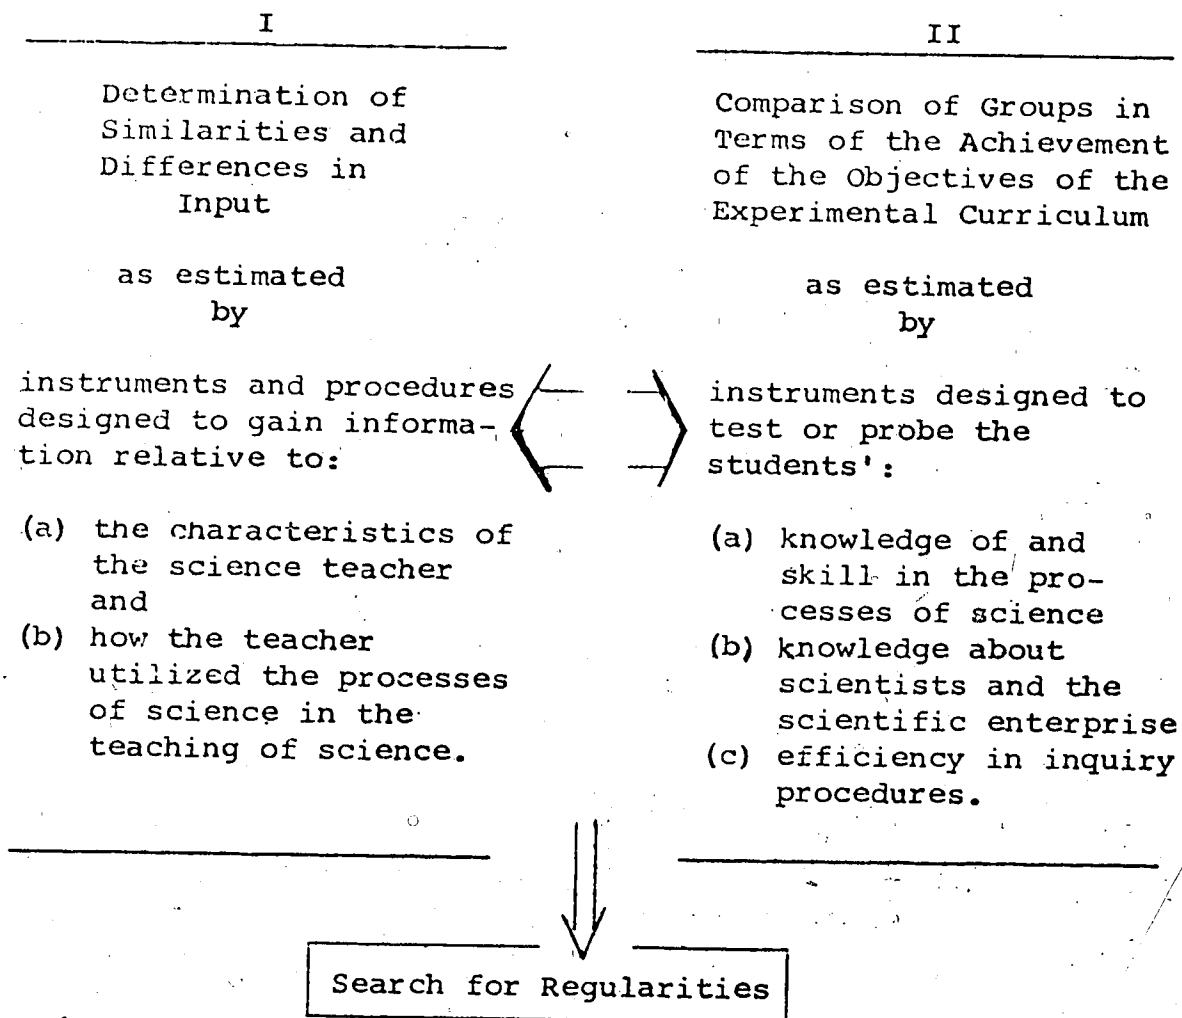 I
Determination of
Similarities and
Differences in
Input
as estimated
by
instruments and procedures
designed to gain informa-
tion relative to:
(a) the characteristics of
the science teacher
and
(b) how the teacher
utilized the processes
of science in the
teaching of science.
II
Comparison of Groups in
Terms of the Achievement
of the Objectives of the
Experimental Curriculum
as estimated
by
instruments designed to
test or probe the
students':
(a) knowledge of and
skill in the pro-
cesses of science
(b) knowledge about
scientists and the
scientific enterprise
(c) efficiency in inquiry
procedures.
Search for Regularities